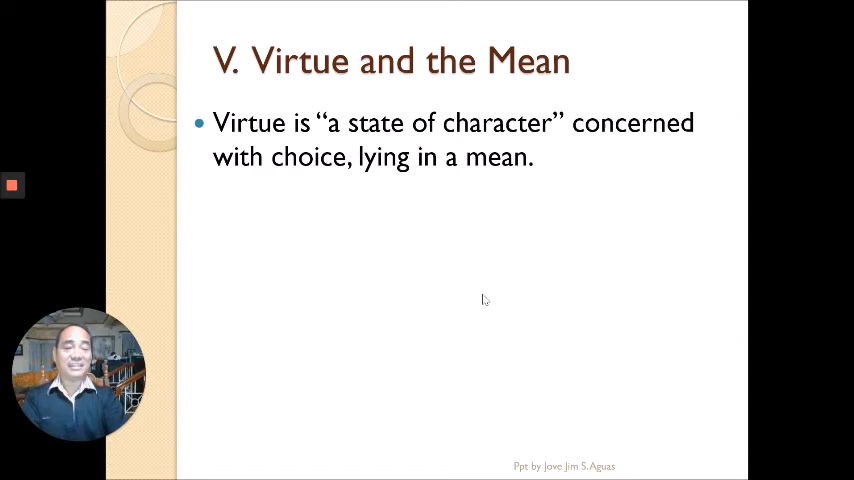 V. Virtue and the Mean
Virtue is “a state of character” concerned
with choice, lying in a mean.
Ppt by Jove Jim S. Aguas